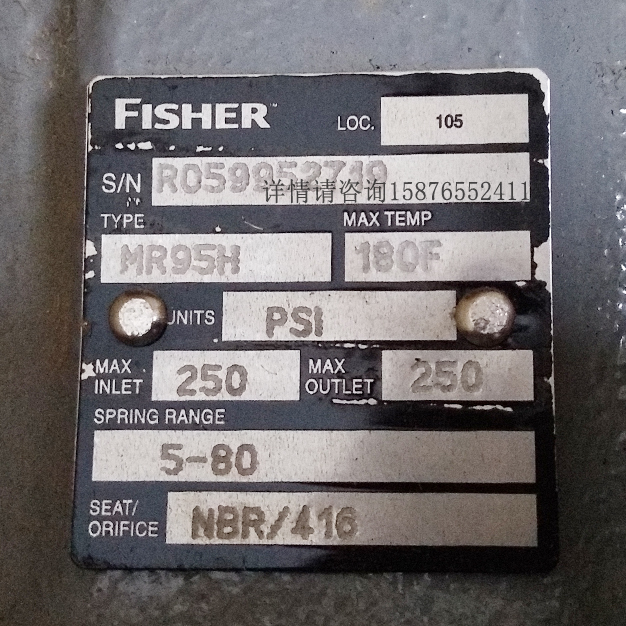 FISHER™
LOC. 105
S/N R059952719
详情请咨询15876552411
TYPE MAX TEMP
MR95H 180F
UNITS PSI
MAX INLET 250 MAX OUTLET 250
SPRING RANGE
5-80
SEAT/
ORIFICE NBR/416